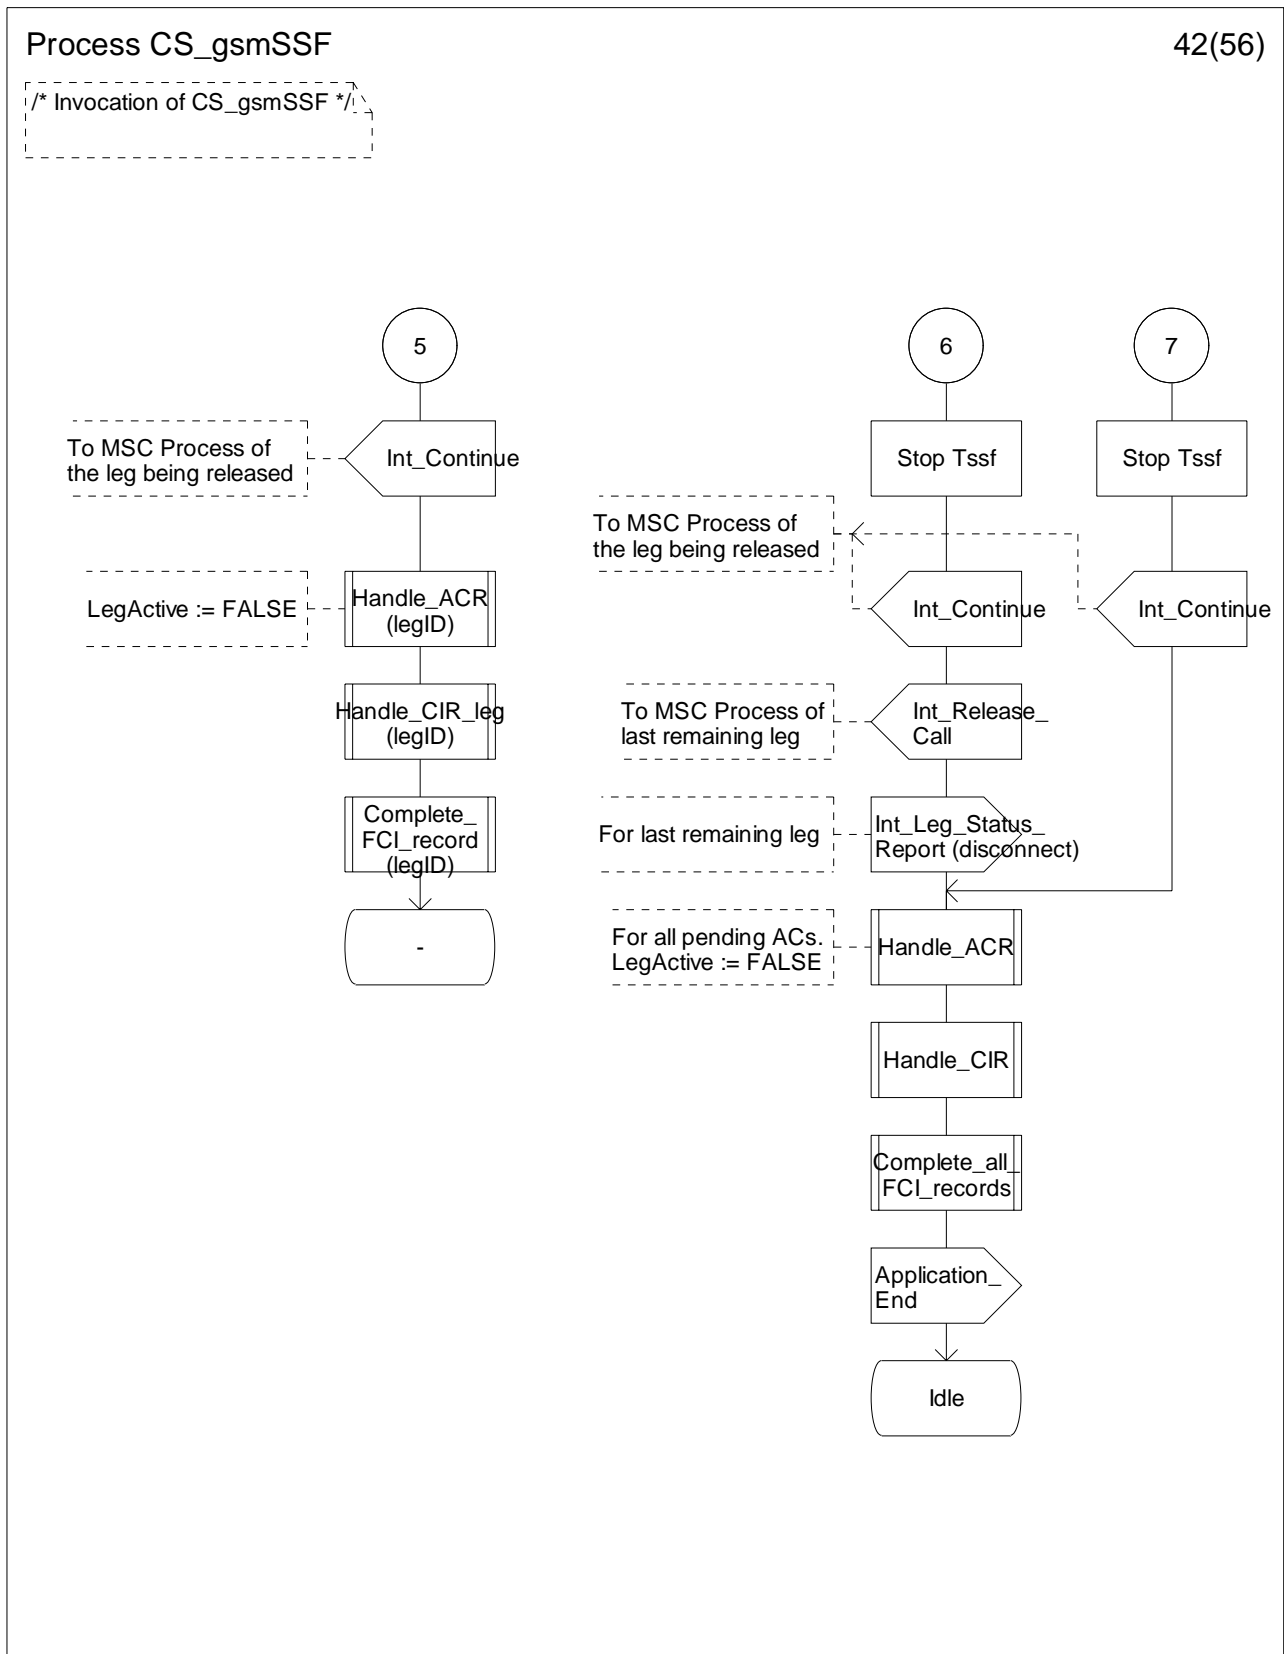 Process CS_gsmSSF
42(56)
/* Invocation of CS_gsmSSF */
5
To MSC Process of
the leg being released
Int_Continue
LegActive := FALSE
Handle_ACR
(legID)
Handle_CIR_leg
(legID)
Complete_
FCI_record
(legID)
-
6
7
Stop Tssf
Stop Tssf
To MSC Process of
the leg being released
Int_Continue
Int_Continue
To MSC Process of
last remaining leg
Int_Release_
Call
For last remaining leg
Int_Leg_Status_
Report (disconnect)
For all pending ACs.
LegActive := FALSE
Handle_ACR
Handle_CIR
Complete_all_
FCI_records
Application_
End
Idle